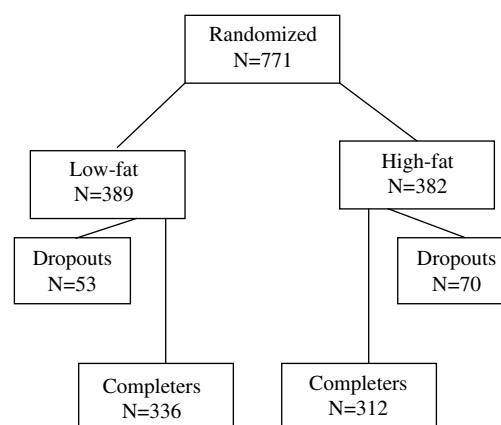 Randomized
N=771
Low-fat
N=389
High-fat
N=382
Dropouts
N=53
Dropouts
N=70
Completers
N=336
Completers
N=312